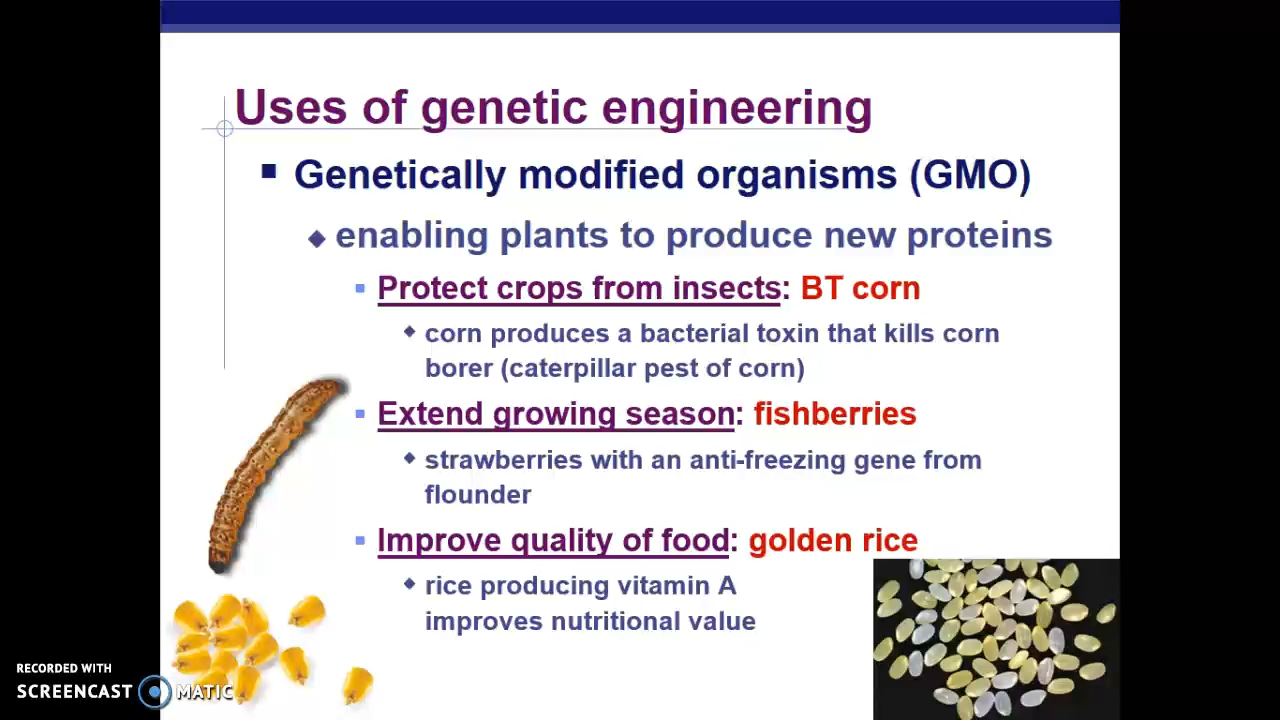 Uses of genetic engineering
Genetically modified organisms (GMO)
enabling plants to produce new proteins
Protect crops from insects: BT corn
corn produces a bacterial toxin that kills corn
borer (caterpillar pest of corn)
Extend growing season: fishberries
strawberries with an anti-freezing gene from
flounder
Improve quality of food: golden rice
rice producing vitamin A
improves nutritional value
RECORDED WITH
SCREENCAST MATIC